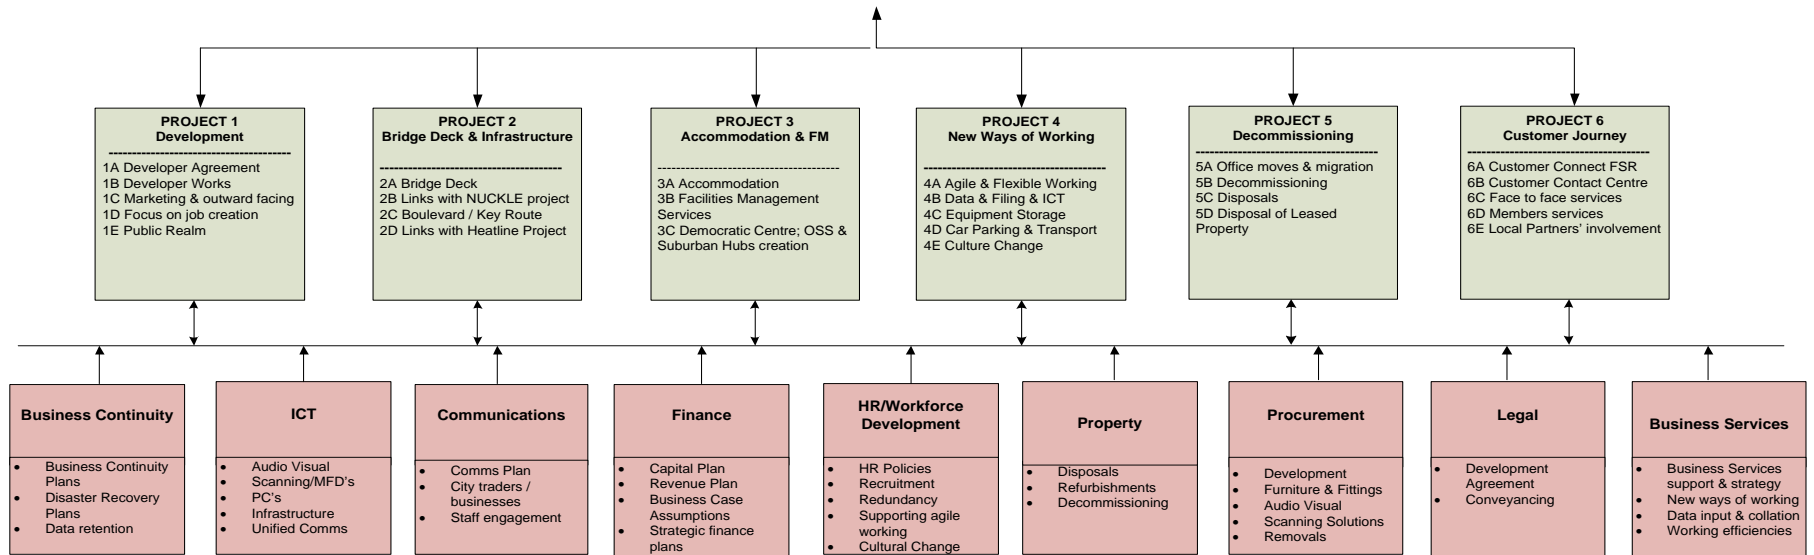 PROJECT 1
Development
1A Developer Agreement
1B Developer Works
1C Marketing & outward facing
1D Focus on job creation
1E Public Realm
PROJECT 2
Bridge Deck & Infrastructure
2A Bridge Deck
2B Links with NUCKLE project
2C Boulevard / Key Route
2D Links with Heatline Project
PROJECT 3
Accommodation & FM
3A Accommodation
3B Facilities Management
Services
3C Democratic Centre; OSS &
Suburban Hubs creation
PROJECT 4
New Ways of Working
4A Agile & Flexible Working
4B Data & Filing & ICT
4C Equipment Storage
4D Car Parking & Transport
4E Culture Change
PROJECT 5
Decommissioning
5A Office moves & migration
5B Decommissioning
5C Disposals
5D Disposal of Leased
Property
PROJECT 6
Customer Journey
6A Customer Connect FSR
6B Customer Contact Centre
6C Face to face services
6D Members services
6E Local Partners' involvement
Business Continuity
• Business Continuity
Plans
• Disaster Recovery
Plans
• Data retention
ICT
• Audio Visual
• Scanning/MFD's
• PC's
• Infrastructure
• Unified Comms
Communications
• Comms Plan
• City traders /
businesses
• Staff engagement
Finance
• Capital Plan
• Revenue Plan
• Business Case
Assumptions
• Strategic finance
plans
HR/Workforce
Development
• HR Policies
• Recruitment
• Redundancy
• Supporting agile
working
• Cultural Change
Property
• Disposals
• Refurbishments
• Decommissioning
Procurement
• Development
• Furniture & Fittings
• Audio Visual
• Scanning Solutions
• Removals
Legal
• Development
Agreement
• Conveyancing
Business Services
• Business Services
support & strategy
• New ways of working
• Data input & collation
• Working efficiencies